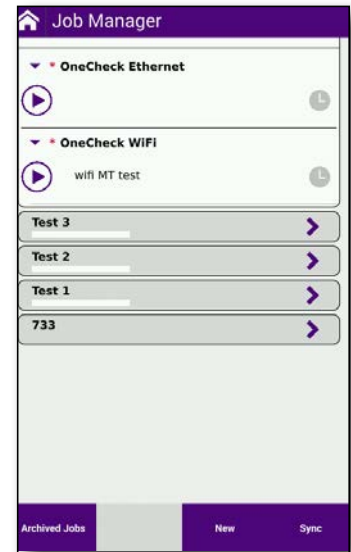 Job Manager
* OneCheck Ethernet
* OneCheck WiFi
wifi MT test
Test 3
Test 2
Test 1
733
Archived Jobs New Sync